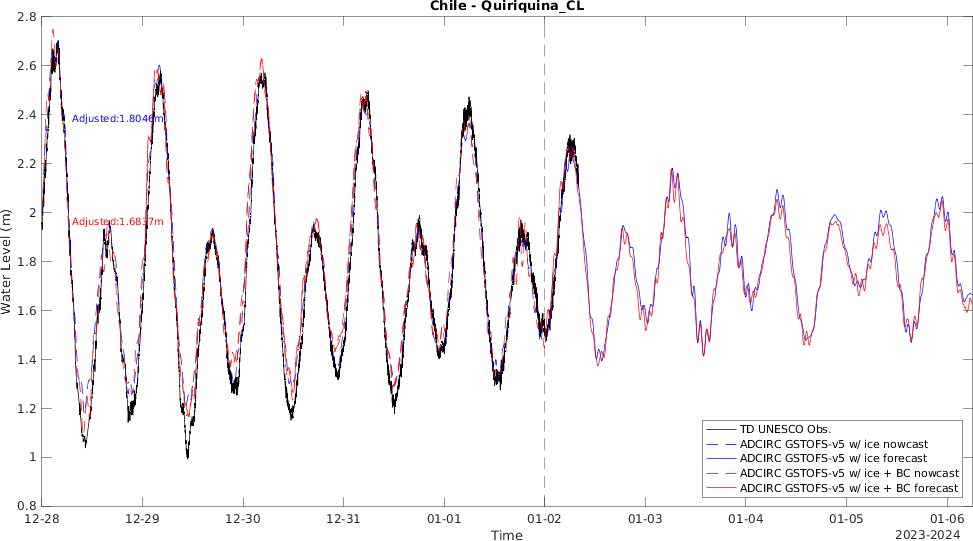 Chile - Quiriquina_CL
2.8
2.6
2.4
2.2
2
1.8
1.6
1.4
1.2
1
0.8
Water Level (m)
Adjusted:1.8046m
Adjusted:1.6837m
TD UNESCO Obs.
ADCIRC GSTOFS-v5 w/ ice nowcast
ADCIRC GSTOFS-v5 w/ ice forecast
ADCIRC GSTOFS-v5 w/ ice + BC nowcast
ADCIRC GSTOFS-v5 w/ ice + BC forecast
12-28 12-29 12-30 12-31 01-01 01-02 01-03 01-04 01-05 01-06
Time
2023-2024